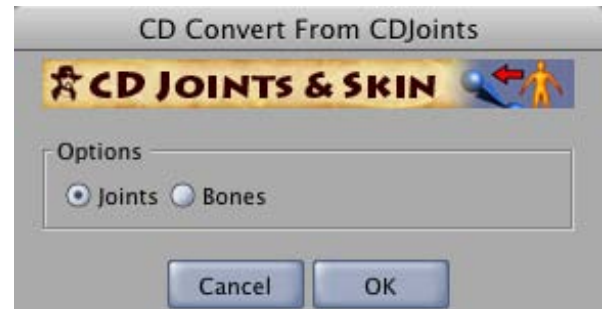 CD Convert From CDJoints
CD JOINTS & SKIN
Options
Joints Bones
Cancel OK